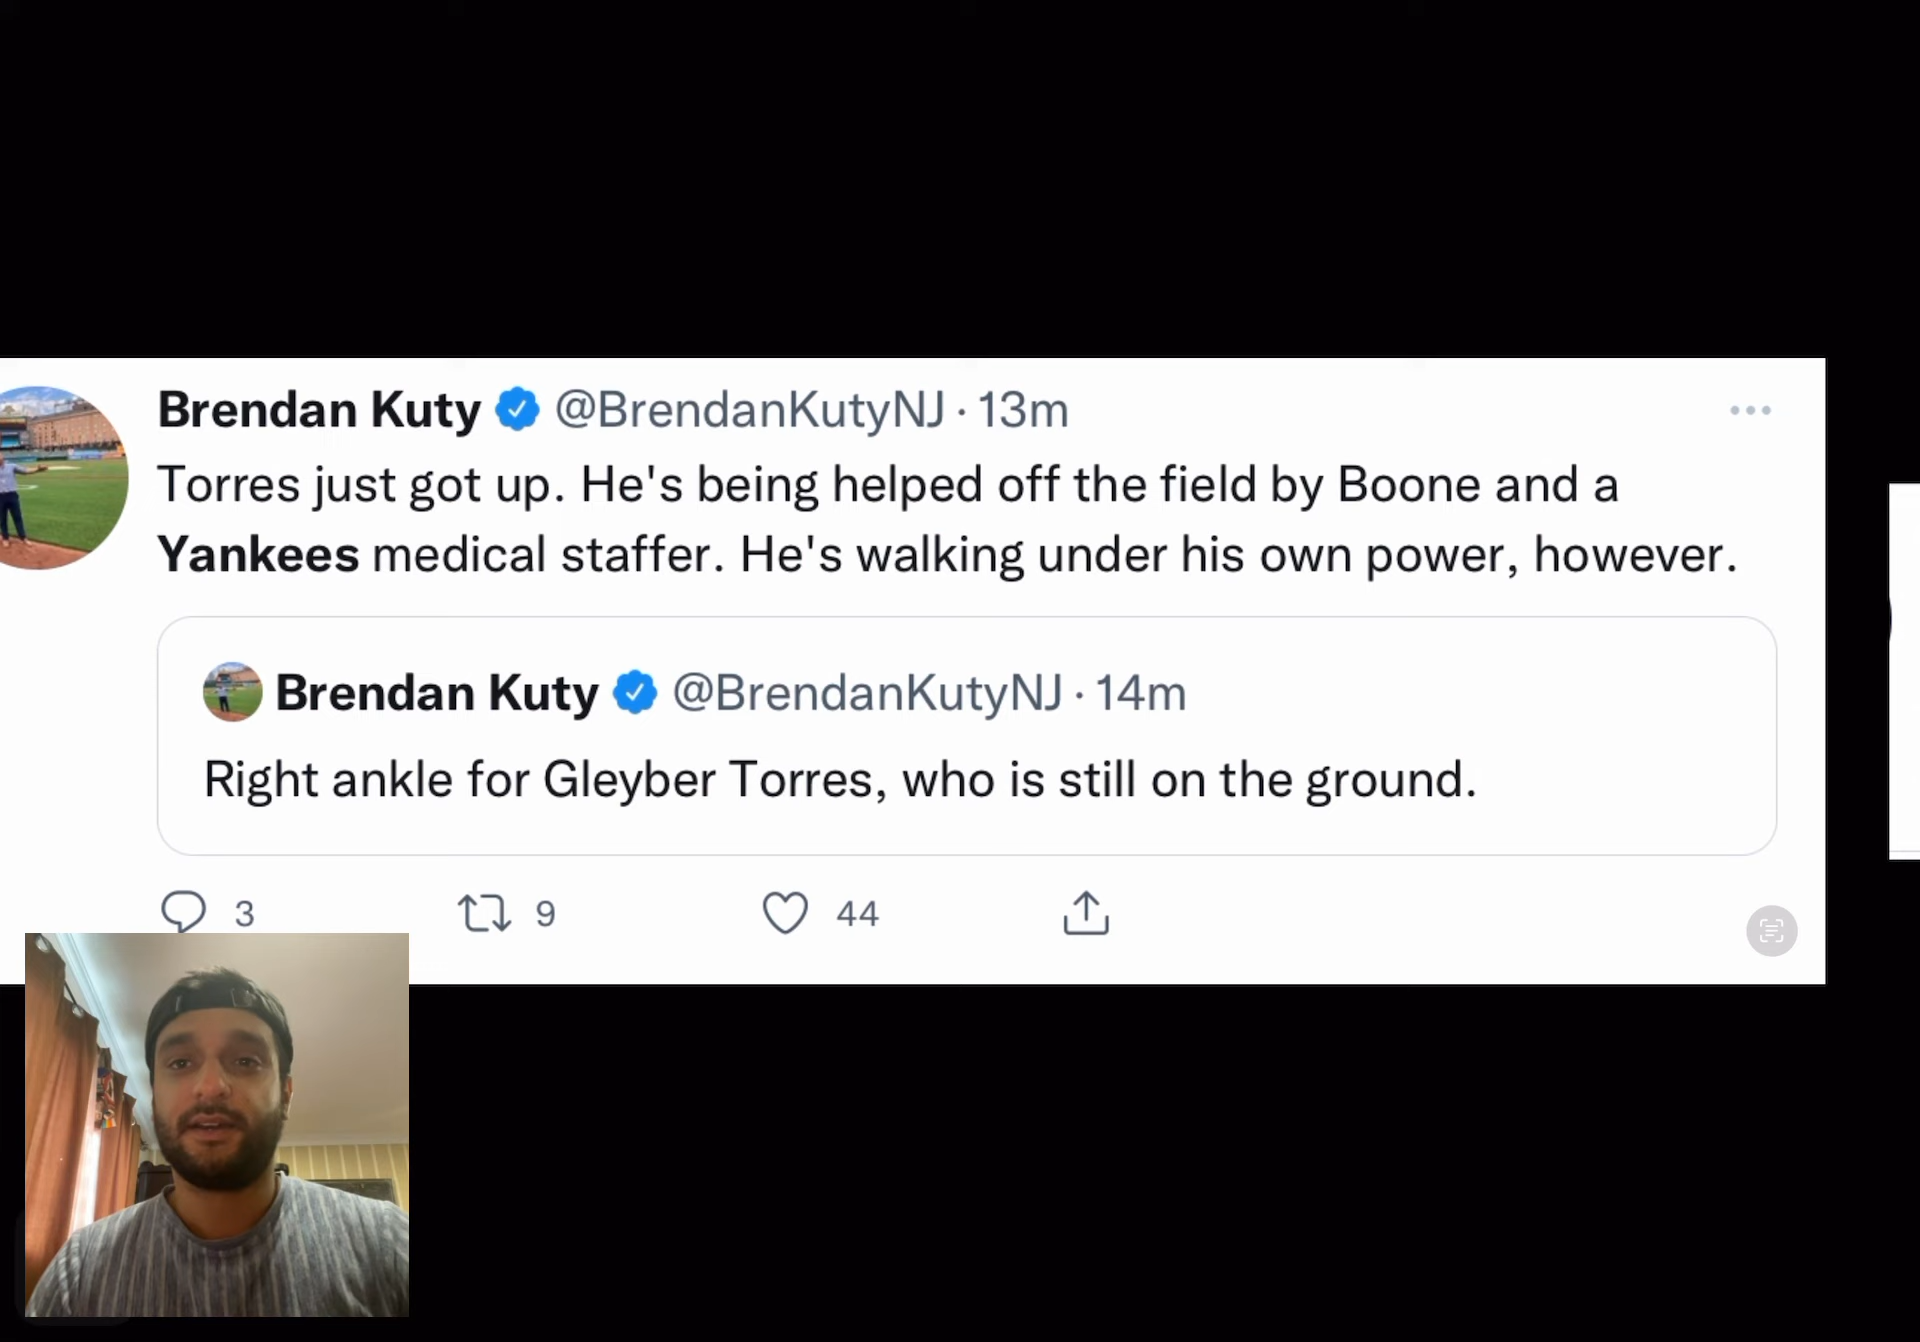 Brendan Kuty @BrendanKutyNJ · 13m
Torres just got up. He's being helped off the field by Boone and a
Yankees medical staffer. He's walking under his own power, however.
Brendan Kuty @BrendanKutyNJ · 14m
Right ankle for Gleyber Torres, who is still on the ground.
3 9 44